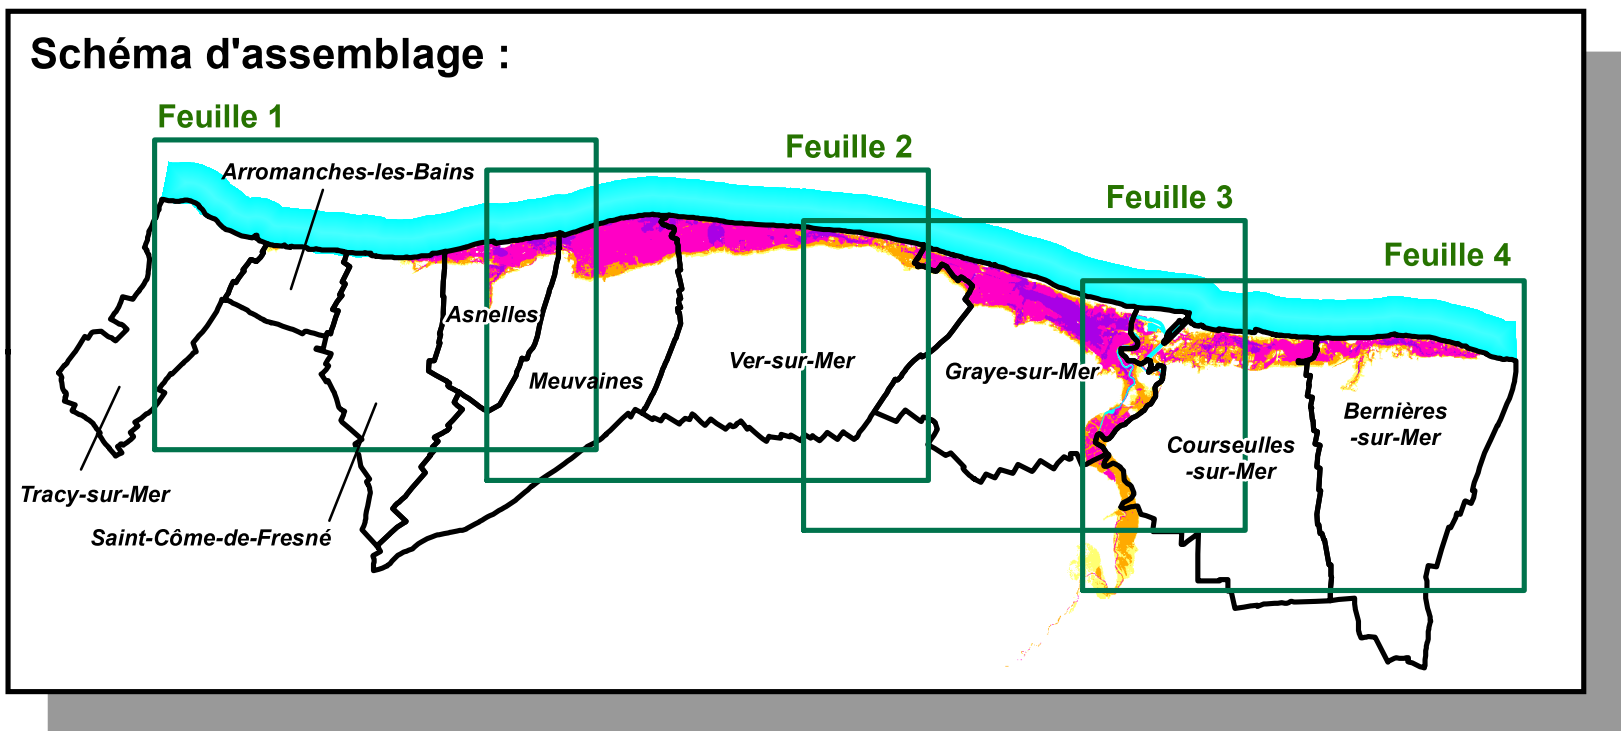 Schéma d'assemblage :
Feuille 1
Feuille 2
Arromanches-les-Bains
Feuille 3
Feuille 4
Asnelles
Ver-sur-Mer
Graye-sur-Mer
Meuvaines
Bernières
-sur-Mer
Courseulles
-sur-Mer
Tracy-sur-Mer
Saint-Côme-de-Fresné